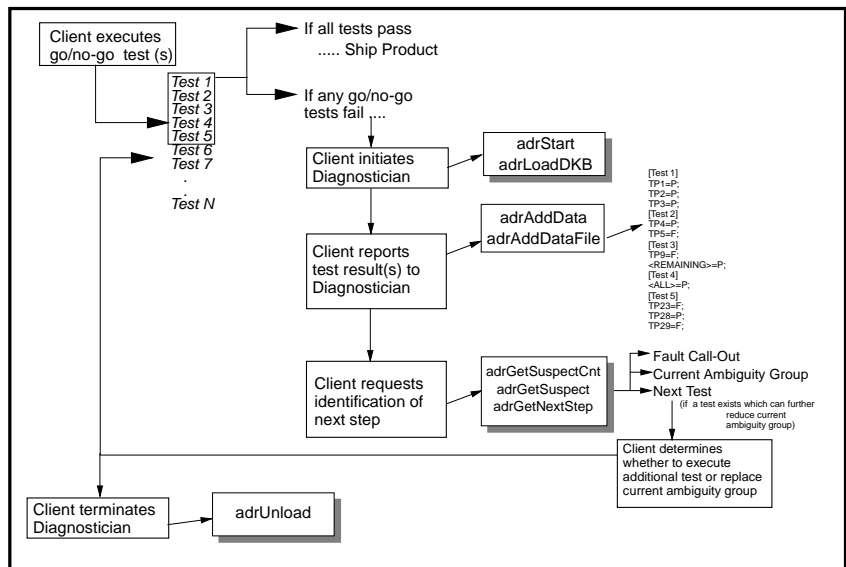 Client executes
go/no-go test (s)
Test 1
Test 2
Test 3
Test 4
Test 5
Test 6
Test 7
.
.
Test N
If all tests pass
..... Ship Product
If any go/no-go
tests fail ....
Client initiates
Diagnostician
adrStart
adrLoadDKB
Client reports
test result(s) to
Diagnostician
adrAddData
adrAddDataFile
[Test 1]
TP1=P;
TP2=P;
TP3=P;
[Test 2]
TP4=P;
TP5=F;
[Test 3]
TP9=F;
<REMAINING>=P;
[Test 4]
<ALL>=P;
[Test 5]
TP23=F;
TP28=P;
TP29=F;
Client requests
identification of
next step
adrGetSuspectCnt
adrGetSuspect
adrGetNextStep
Fault Call-Out
Current Ambiguity Group
Next Test
(if a test exists which can further
reduce current
ambiguity group)
Client determines
whether to execute
additional test or replace
current ambiguity group
Client terminates
Diagnostician
adrUnload